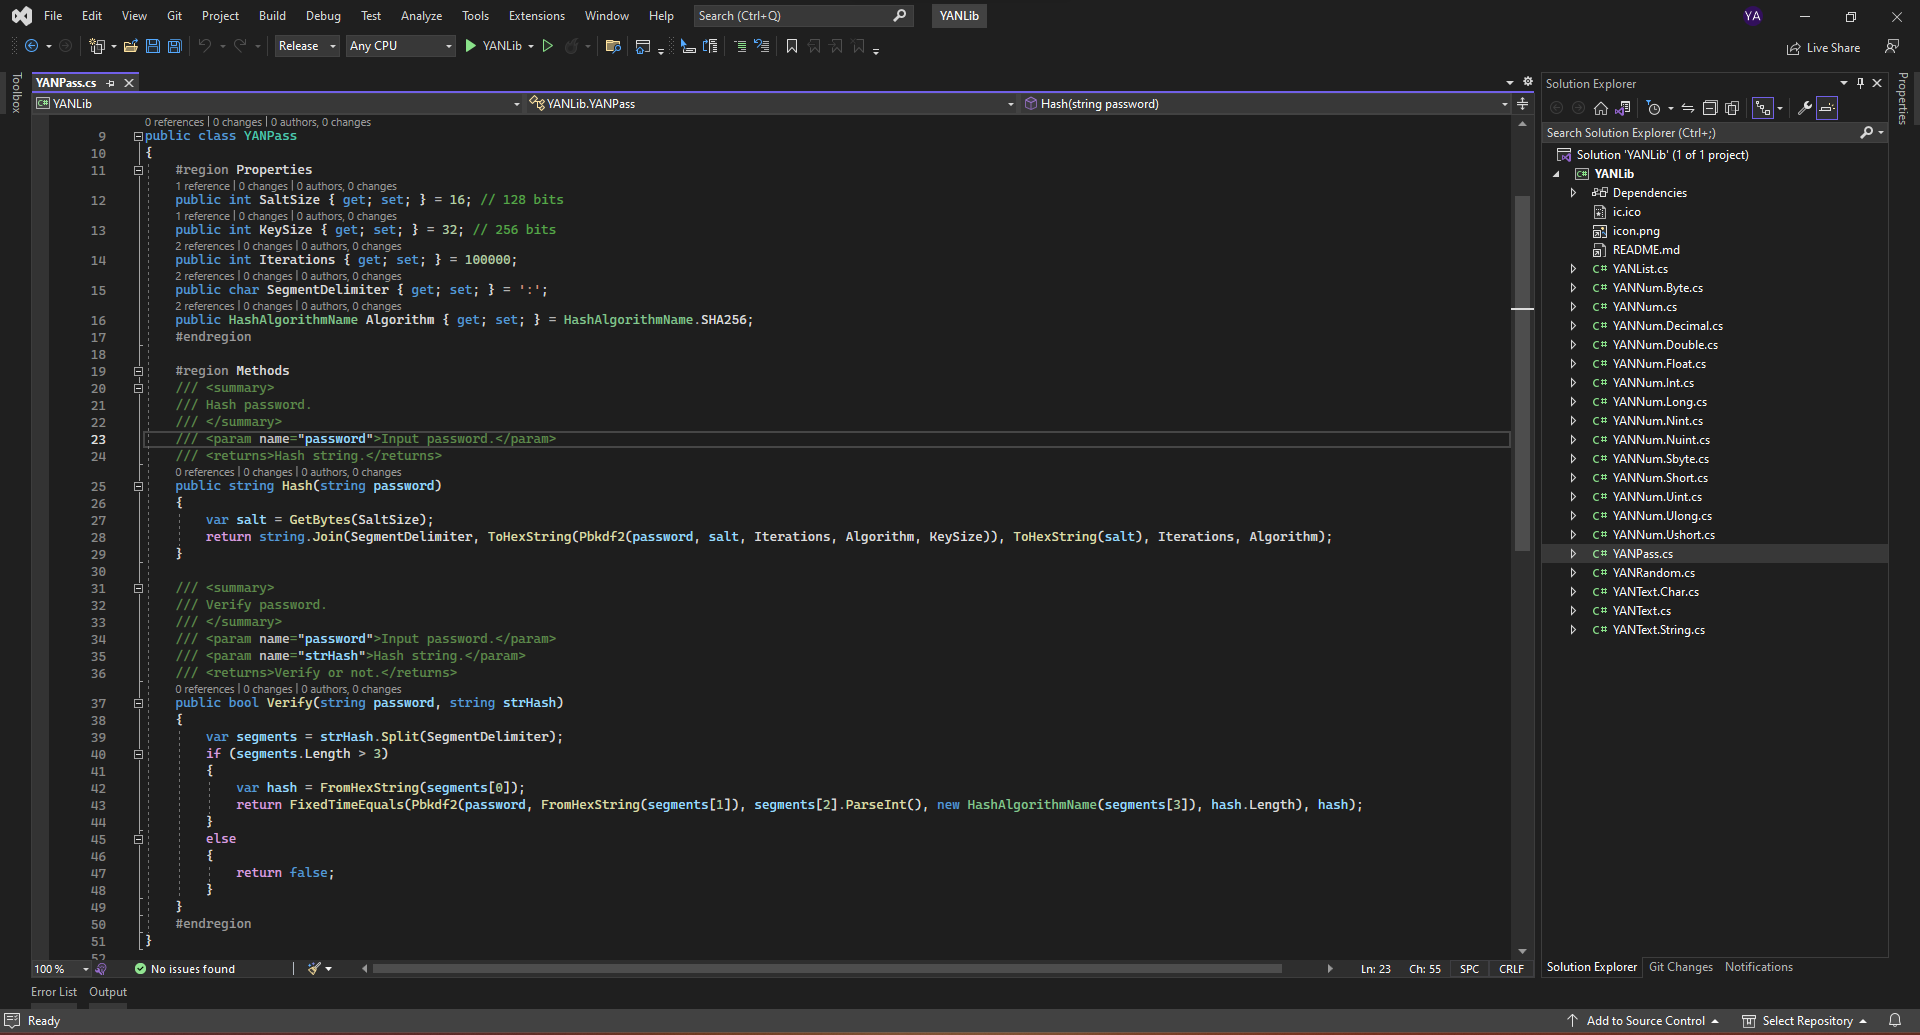 File Edit View Git Project Build Debug Test Analyze Tools Extensions Window Help Search (Ctrl+Q) YANLib YA
Release Any CPU YANLib Live Share
Toolbox
YANPass.cs
YANLib YANLib.YANPass Hash(string password)
0 references | 0 changes | 0 authors, 0 changes
9 public class YANPass
10 {
11 #region Properties
1 reference | 0 changes | 0 authors, 0 changes
12 public int SaltSize { get; set; } = 16; // 128 bits
1 reference | 0 changes | 0 authors, 0 changes
13 public int KeySize { get; set; } = 32; // 256 bits
2 references | 0 changes | 0 authors, 0 changes
14 public int Iterations { get; set; } = 100000;
2 references | 0 changes | 0 authors, 0 changes
15 public char SegmentDelimiter { get; set; } = ':';
2 references | 0 changes | 0 authors, 0 changes
16 public HashAlgorithmName Algorithm { get; set; } = HashAlgorithmName.SHA256;
17 #endregion
18
19 #region Methods
20 /// <summary>
21 /// Hash password.
22 /// </summary>
23 /// <param name="password">Input password.</param>
24 /// <returns>Hash string.</returns>
0 references | 0 changes | 0 authors, 0 changes
25 public string Hash(string password)
26 {
27 var salt = GetBytes(SaltSize);
28 return string.Join(SegmentDelimiter, ToHexString(Pbkdf2(password, salt, Iterations, Algorithm, KeySize)), ToHexString(salt), Iterations, Algorithm);
29 }
30
31 /// <summary>
32 /// Verify password.
33 /// </summary>
34 /// <param name="password">Input password.</param>
35 /// <param name="strHash">Hash string.</param>
36 /// <returns>Verify or not.</returns>
0 references | 0 changes | 0 authors, 0 changes
37 public bool Verify(string password, string strHash)
38 {
39 var segments = strHash.Split(SegmentDelimiter);
40 if (segments.Length > 3)
41 {
42 var hash = FromHexString(segments[0]);
43 return FixedTimeEquals(Pbkdf2(password, FromHexString(segments[1]), segments[2].ParseInt(), new HashAlgorithmName(segments[3]), hash.Length), hash);
44 }
45 else
46 {
47 return false;
48 }
49 }
50 #endregion
51 }
52
100 % No issues found Ln: 23 Ch: 55 SPC CRLF
Error List Output
Solution Explorer
Search Solution Explorer (Ctrl+;)
Solution 'YANLib' (1 of 1 project)
C# YANLib
Dependencies
ic.ico
icon.png
README.md
C# YANList.cs
C# YANNum.Byte.cs
C# YANNum.cs
C# YANNum.Decimal.cs
C# YANNum.Double.cs
C# YANNum.Float.cs
C# YANNum.Int.cs
C# YANNum.Long.cs
C# YANNum.Nint.cs
C# YANNum.Nuint.cs
C# YANNum.Sbyte.cs
C# YANNum.Short.cs
C# YANNum.Uint.cs
C# YANNum.Ulong.cs
C# YANNum.Ushort.cs
C# YANPass.cs
C# YANRandom.cs
C# YANText.Char.cs
C# YANText.cs
C# YANText.String.cs
Solution Explorer Git Changes Notifications
Properties
Ready Add to Source Control Select Repository